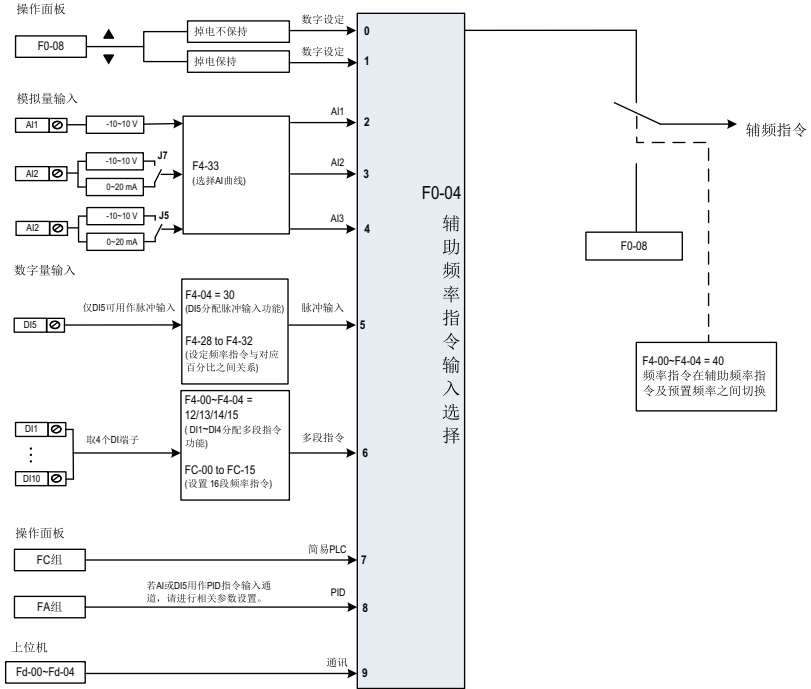 操作面板
F0-08
掉电不保持
数字设定
0
掉电保持
数字设定
1
模拟量输入
AI1
-10~10 V
AI1
2
AI2
-10~10 V
0~20 mA
J7
AI2
3
F4-33
(选择AI曲线)
AI2
-10~10 V
0~20 mA
J5
AI3
4
数字量输入
DI5
仅DI5可用作脉冲输入
F4-04 = 30
(DI5分配脉冲输入功能)
F4-28 to F4-32
(设定频率指令与对应
百分比之间关系)
脉冲输入
5
DI1
DI10
取4个DI端子
F4-00~F4-04 =
12/13/14/15
( DI1~DI4分配多段指令
功能)
FC-00 to FC-15
(设置 16段频率指令)
多段指令
6
操作面板
FC组
简易PLC
7
FA组
若AI或DI5用作PID指令输入通
道，请进行相关参数设置。
PID
8
上位机
Fd-00~Fd-04
通讯
9
F0-04
辅助频率指令输入选择
辅频指令
F0-08
F4-00~F4-04 = 40
频率指令在辅助频率指
令及预置频率之间切换